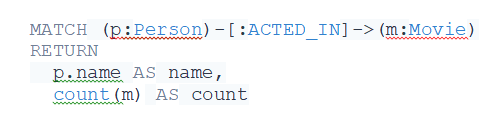 MATCH (p:Person)-[:ACTED_IN]->(m:Movie)
RETURN
p.name AS name,
count(m) AS count